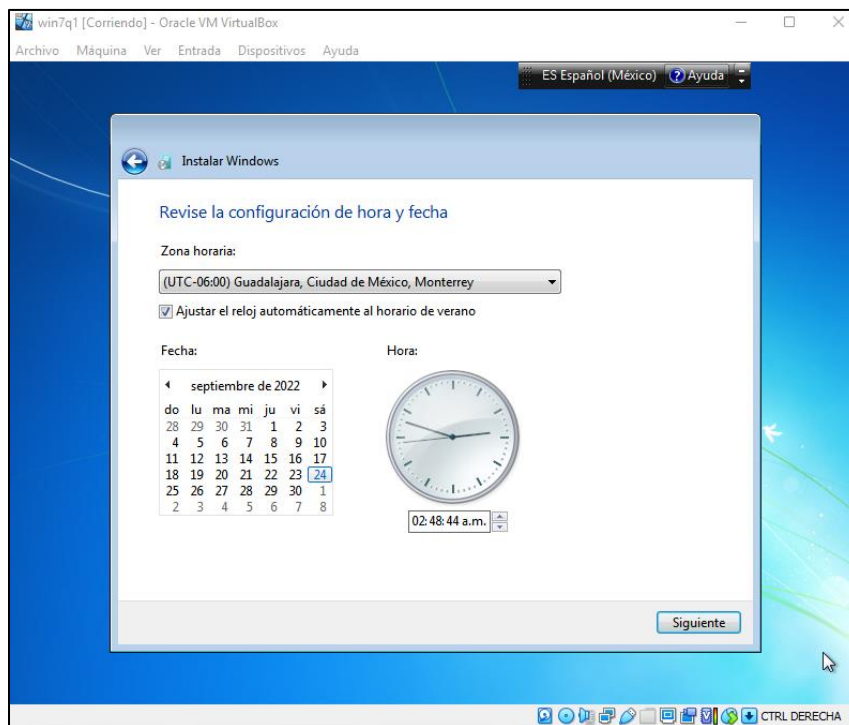 win7q1 [Corriendo] - Oracle VM VirtualBox
Archivo Máquina Ver Entrada Dispositivos Ayuda
ES Español (México) ? Ayuda
Instalar Windows
Revise la configuración de hora y fecha
Zona horaria:
(UTC-06:00) Guadalajara, Ciudad de México, Monterrey
Ajustar el reloj automáticamente al horario de verano
Fecha: Hora:
septiembre de 2022
do lu ma mi ju vi sá
28 29 30 31 1 2 3
4 5 6 7 8 9 10
11 12 13 14 15 16 17
18 19 20 21 22 23 24
25 26 27 28 29 30 1
2 3 4 5 6 7 8
02:48:44 a.m.
Siguiente
CTRL DERECHA